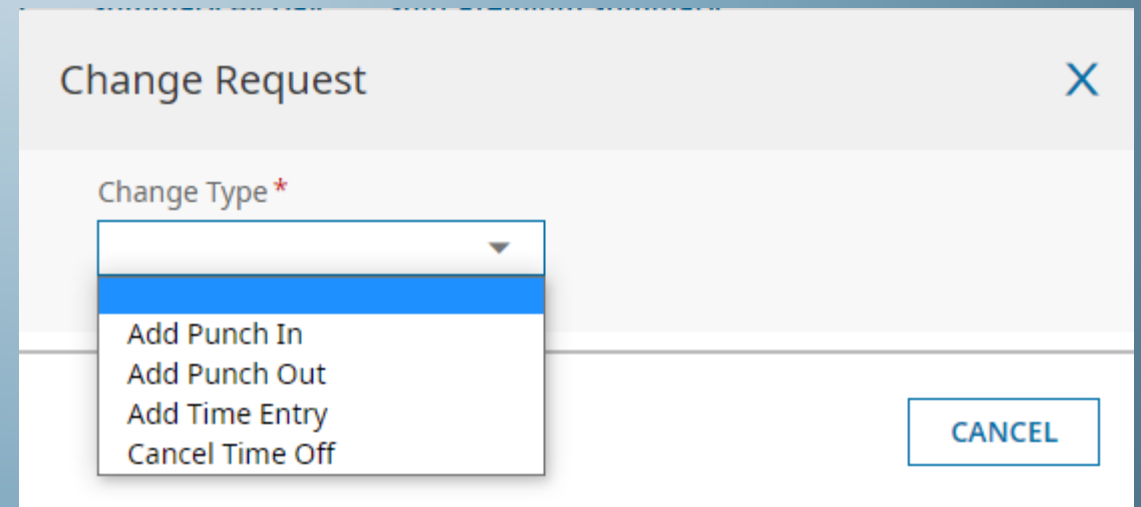 Change Request
X
Change Type *
Add Punch In
Add Punch Out
Add Time Entry
Cancel Time Off
CANCEL